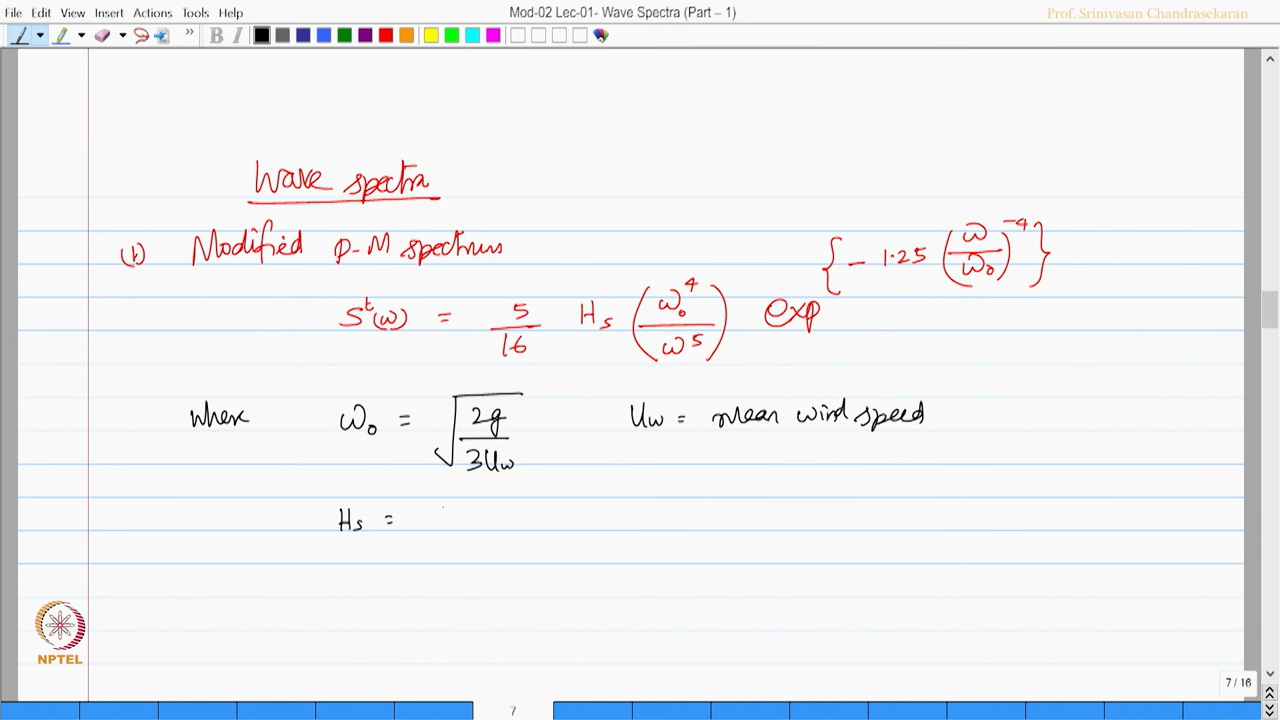 File Edit View Insert Actions Tools Help
Mod-02 Lec-01- Wave Spectra (Part – 1)
Prof. Srinivasan Chandrasekaran
B I
Wave spectra
(1) Modified P-M spectrum
S⁺(ω) = 5/16 Hs (ω₀⁴/ω⁵) exp {- 1.25 (ω/ω₀)⁻⁴}
where ω₀ = √(2g/3Uw) Uw = mean wind speed
Hs =
NPTEL
7 / 16
7